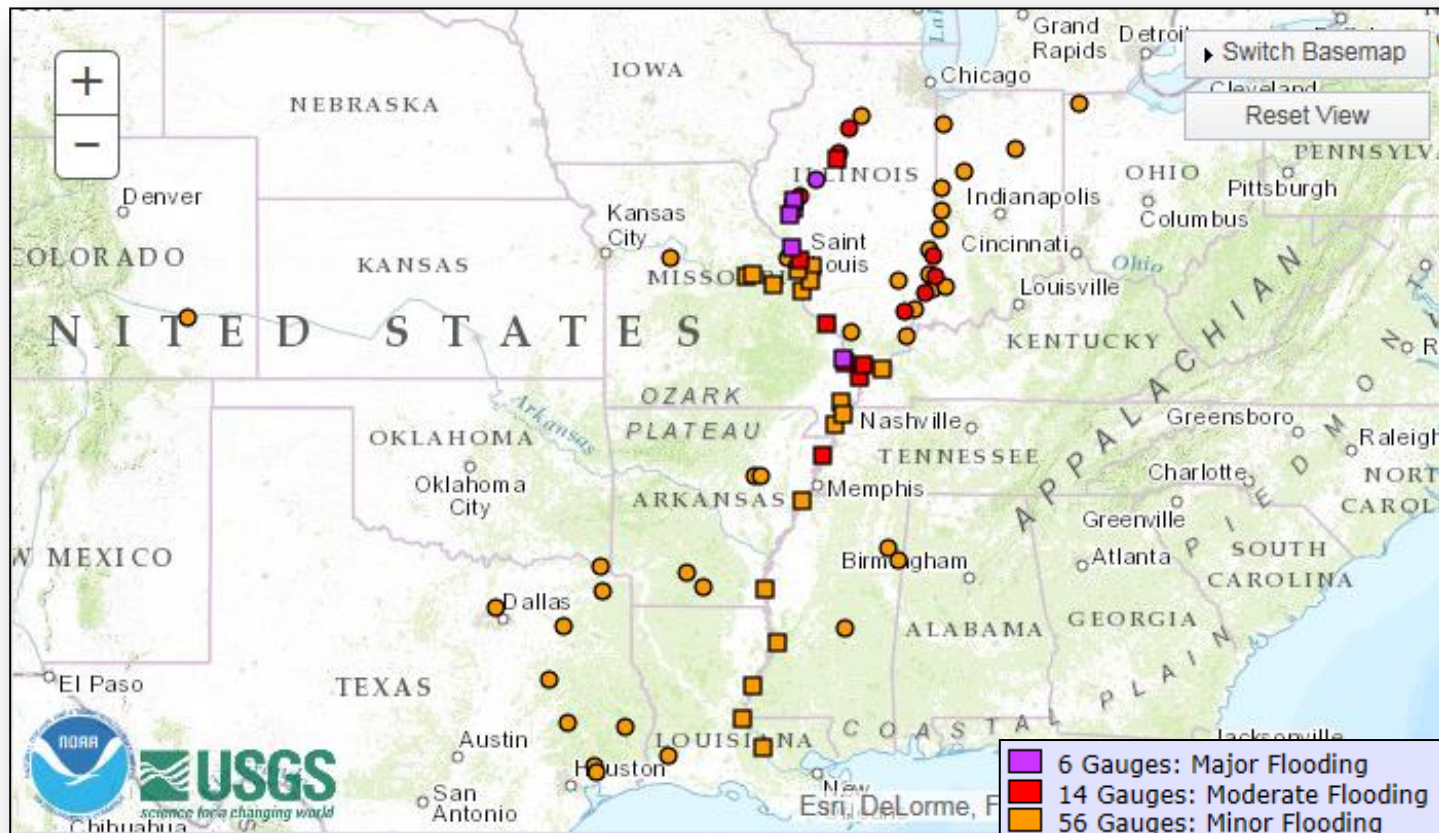 Grand
Rapids
Detroit
Switch Basemap
+
IOWA
Chicago
NEBRASKA
Cleveland
Reset View
−
PENNSYLVA
ILLINOIS
OHIO
Pittsburgh
Denver
Indianapolis
Columbus
Kansas
City
Saint
Louis
Cincinnati
COLORADO
KANSAS
MISSOURI
Ohio
Louisville
UNITED STATES
KENTUCKY
APPALACHIAN
OZARK
PLATEAU
Arkansas
Nashville
Greensboro
Raleigh
OKLAHOMA
TENNESSEE
PIEDMONT
Charlotte
NORT
CAROL
Oklahoma
City
ARKANSAS
Memphis
Greenville
W MEXICO
Birmingham
Atlanta
SOUTH
CAROLINA
Dallas
ALABAMA
GEORGIA
El Paso
TEXAS
COASTAL PLAIN
NOAA
USGS
science for a changing world
Austin
LOUISIANA
Jacksonville
Houston
San
Antonio
New
Esri, DeLorme, F
Chihuahua
6 Gauges: Major Flooding
14 Gauges: Moderate Flooding
56 Gauges: Minor Flooding